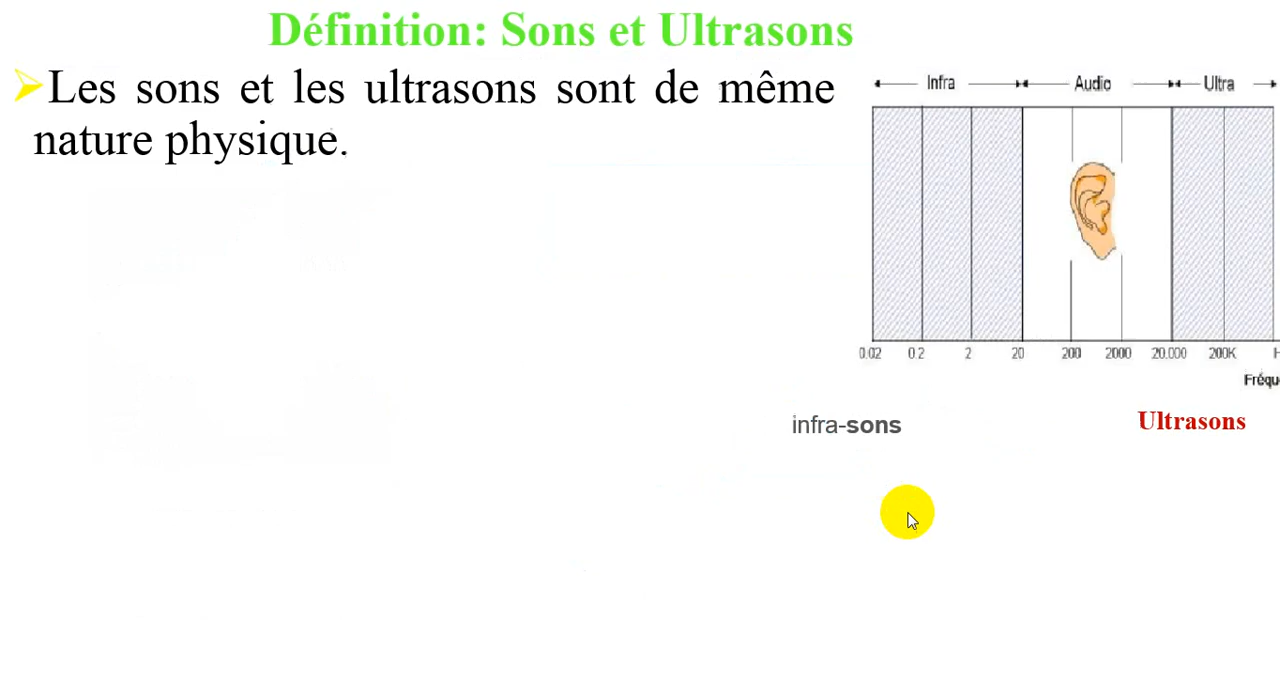 Définition: Sons et Ultrasons
Les sons et les ultrasons sont de même
nature physique.
Infra Audio Ultra
0.02 0.2 2 20 200 2000 20.000 200K H
Fréqu
infra-sons
Ultrasons